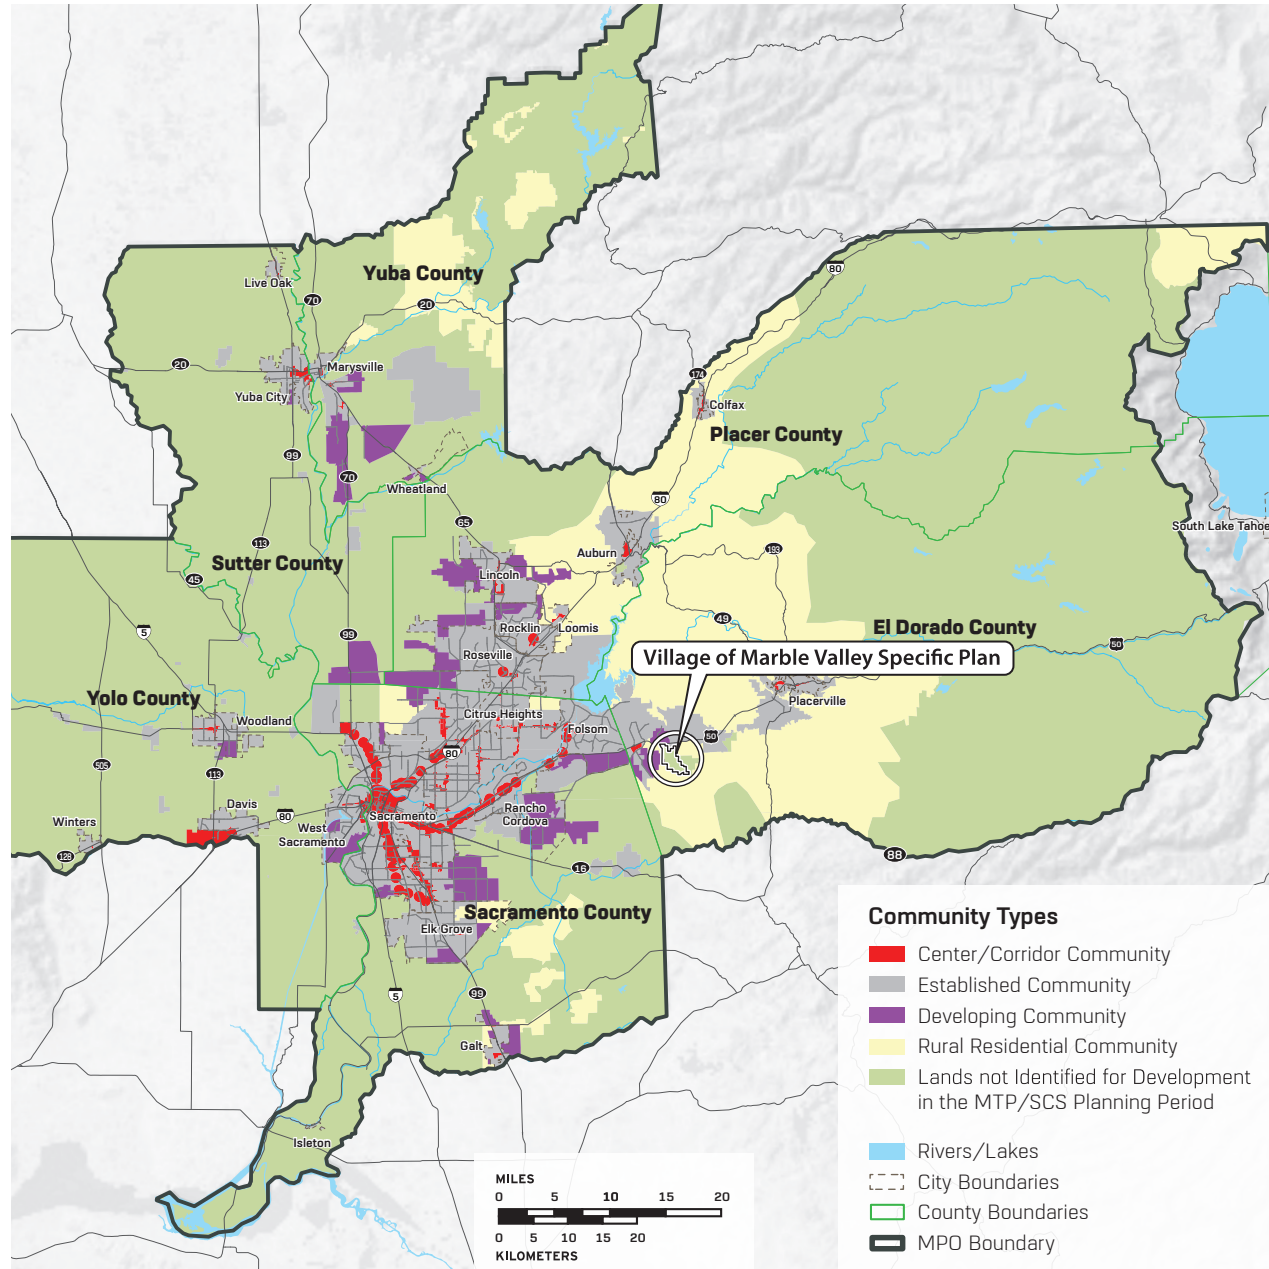 Yuba County
Live Oak
70
20
80
20
Marysville
Yuba City
174
Colfax
Placer County
99
70
Wheatland
80
65
South Lake Tahoe
113
Sutter County
Auburn
193
45
Lincoln
49
5
99
Rocklin
Loomis
El Dorado County
50
Roseville
Village of Marble Valley Specific Plan
Yolo County
Placerville
Woodland
Citrus Heights
Folsom
50
80
505
113
Davis
80
Sacramento
Rancho
Cordova
Winters
West
Sacramento
128
16
88
Sacramento County
Elk Grove
5
99
Galt
Isleton
Community Types
Center/Corridor Community
Established Community
Developing Community
Rural Residential Community
Lands not Identified for Development
in the MTP/SCS Planning Period
Rivers/Lakes
City Boundaries
County Boundaries
MPO Boundary
MILES
0 5 10 15 20
0 5 10 15 20
KILOMETERS